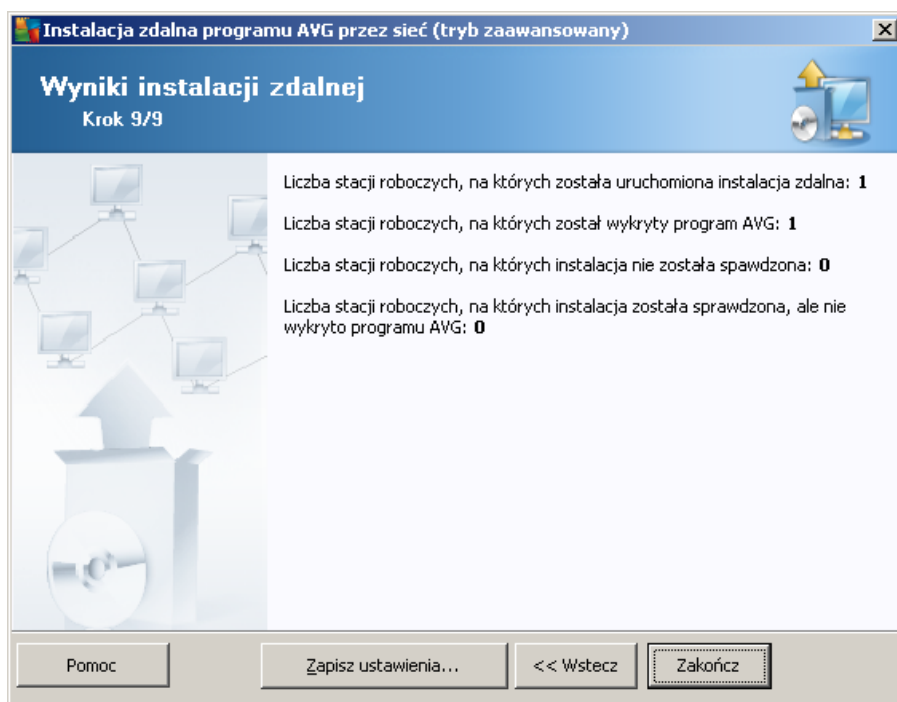 Instalacja zdalna programu AVG przez sieć (tryb zaawansowany)
Wyniki instalacji zdalnej
Krok 9/9
Liczba stacji roboczych, na których została uruchomiona instalacja zdalna: 1
Liczba stacji roboczych, na których został wykryty program AVG: 1
Liczba stacji roboczych, na których instalacja nie została spawdzona: 0
Liczba stacji roboczych, na których instalacja została sprawdzona, ale nie
wykryto programu AVG: 0
Pomoc
Zapisz ustawienia...
<< Wstecz
Zakończ